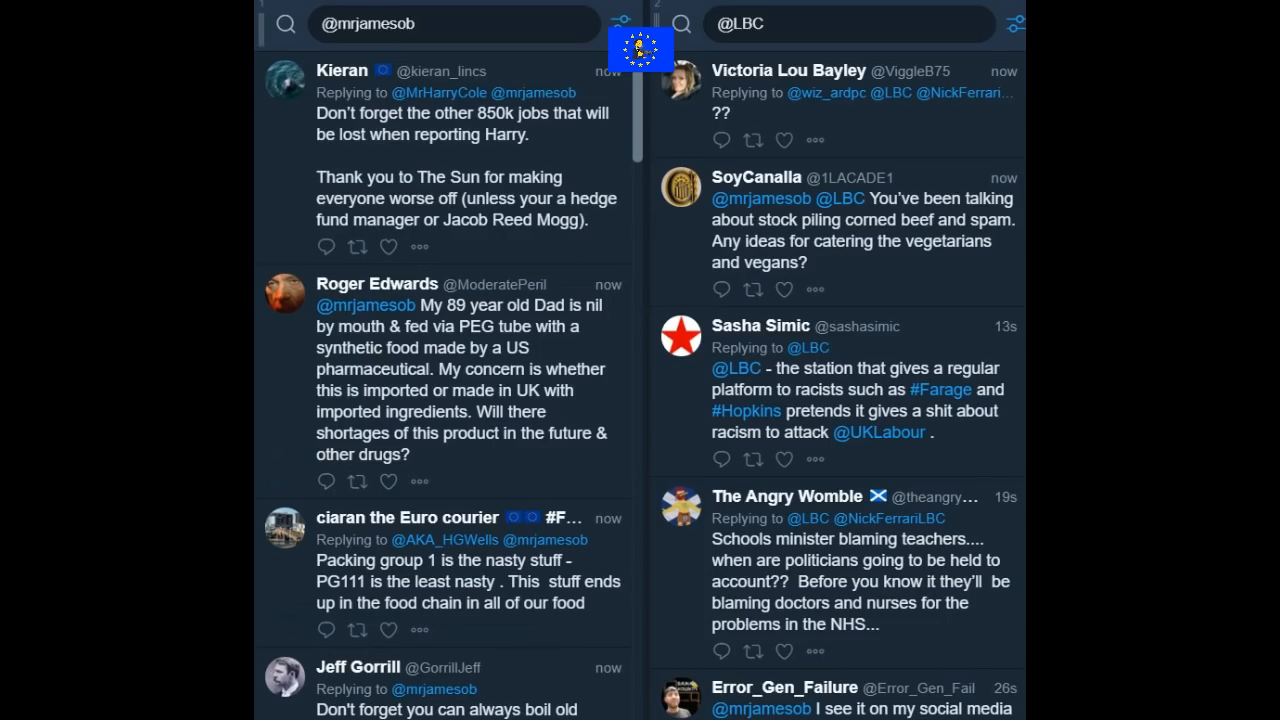 1
@mrjamesob
Kieran @kieran_lincs now
Replying to @MrHarryCole @mrjamesob
Don't forget the other 850k jobs that will
be lost when reporting Harry.
Thank you to The Sun for making
everyone worse off (unless your a hedge
fund manager or Jacob Reed Mogg).
Roger Edwards @ModeratePeril now
@mrjamesob My 89 year old Dad is nil
by mouth & fed via PEG tube with a
synthetic food made by a US
pharmaceutical. My concern is whether
this is imported or made in UK with
imported ingredients. Will there
shortages of this product in the future &
other drugs?
ciaran the Euro courier #F... now
Replying to @AKA_HGWells @mrjamesob
Packing group 1 is the nasty stuff -
PG111 is the least nasty . This stuff ends
up in the food chain in all of our food
Jeff Gorrill @GorrillJeff now
Replying to @mrjamesob
Don't forget you can always boil old
2
@LBC
Victoria Lou Bayley @ViggleB75 now
Replying to @wiz_ardpc @LBC @NickFerrari...
??
SoyCanalla @1LACADE1 now
@mrjamesob @LBC You've been talking
about stock piling corned beef and spam.
Any ideas for catering the vegetarians
and vegans?
Sasha Simic @sashasimic 13s
Replying to @LBC
@LBC - the station that gives a regular
platform to racists such as #Farage and
#Hopkins pretends it gives a shit about
racism to attack @UKLabour .
The Angry Womble @theangry... 19s
Replying to @LBC @NickFerrariLBC
Schools minister blaming teachers....
when are politicians going to be held to
account?? Before you know it they'll be
blaming doctors and nurses for the
problems in the NHS...
Error_Gen_Failure @Error_Gen_Fail 26s
@mrjamesob I see it on my social media